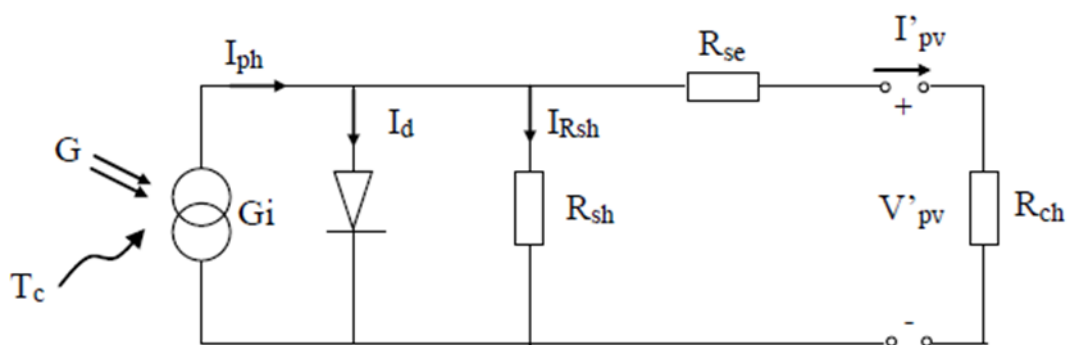 I'pv
Rse
Iph
+
Id
IRsh
G
Gi
Rsh
V'pv
Rch
Tc
-